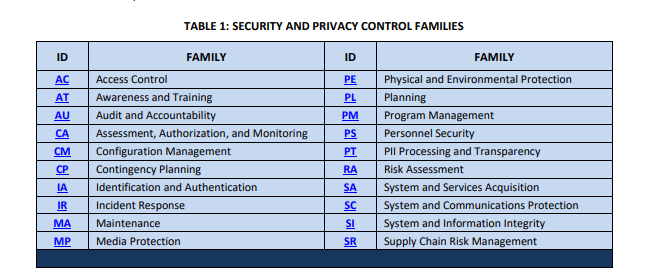 TABLE 1: SECURITY AND PRIVACY CONTROL FAMILIES
ID FAMILY ID FAMILY
AC Access Control PE Physical and Environmental Protection
AT Awareness and Training PL Planning
AU Audit and Accountability PM Program Management
CA Assessment, Authorization, and Monitoring PS Personnel Security
CM Configuration Management PT PII Processing and Transparency
CP Contingency Planning RA Risk Assessment
IA Identification and Authentication SA System and Services Acquisition
IR Incident Response SC System and Communications Protection
MA Maintenance SI System and Information Integrity
MP Media Protection SR Supply Chain Risk Management